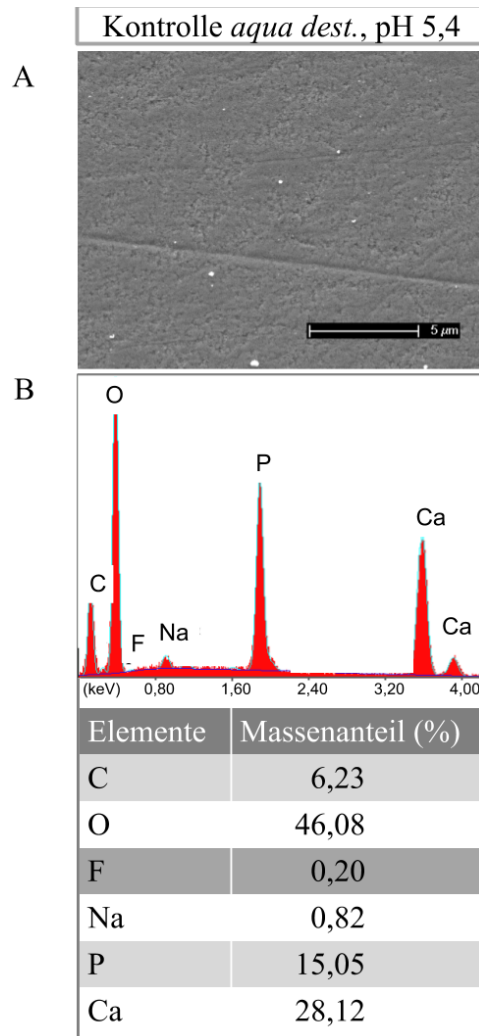 Kontrolle aqua dest., pH 5,4
A
5 µm
B
O
P
Ca
C
F
Na
Ca
(keV) 0,80 1,60 2,40 3,20 4,00
Elemente Massenanteil (%)
C 6,23
O 46,08
F 0,20
Na 0,82
P 15,05
Ca 28,12